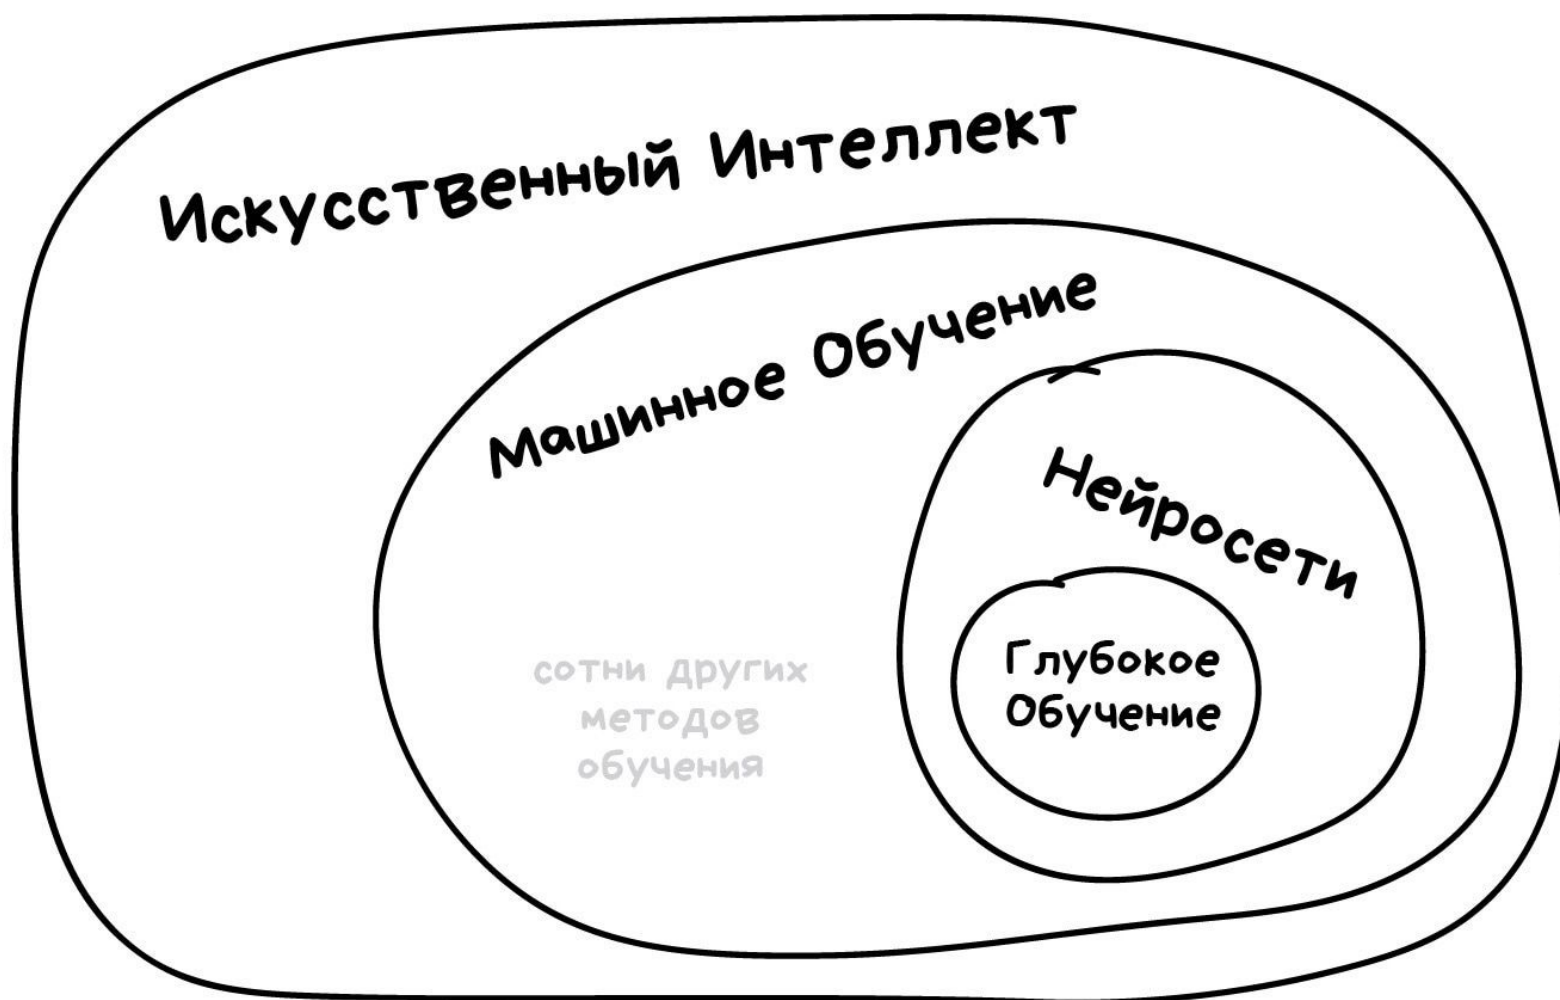 Искусственный Интеллект
Машинное Обучение
Нейросети
Глубокое
Обучение
сотни других
методов
обучения